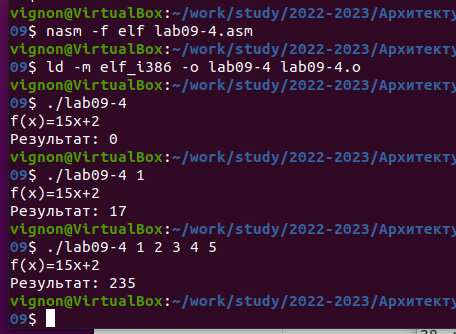 vignon@VirtualBox:~/work/study/2022-2023/Архитекту
09$ nasm -f elf lab09-4.asm
vignon@VirtualBox:~/work/study/2022-2023/Архитекту
09$ ld -m elf_i386 -o lab09-4 lab09-4.o
vignon@VirtualBox:~/work/study/2022-2023/Архитекту
09$ ./lab09-4
f(x)=15x+2
Результат: 0
vignon@VirtualBox:~/work/study/2022-2023/Архитекту
09$ ./lab09-4 1
f(x)=15x+2
Результат: 17
vignon@VirtualBox:~/work/study/2022-2023/Архитекту
09$ ./lab09-4 1 2 3 4 5
f(x)=15x+2
Результат: 235
vignon@VirtualBox:~/work/study/2022-2023/Архитекту
09$